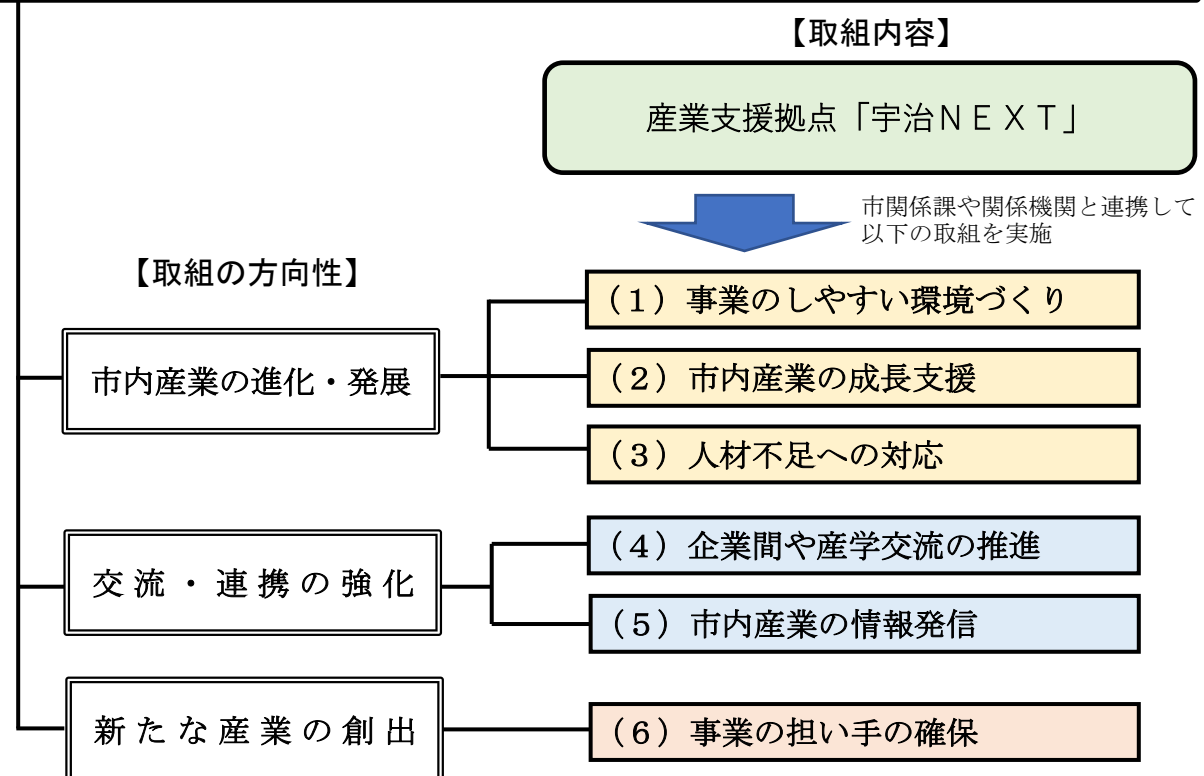 【取組内容】
産業支援拠点「宇治NEXT」
市関係課や関係機関と連携して
以下の取組を実施
【取組の方向性】
市内産業の進化・発展
(1)事業のしやすい環境づくり
(2)市内産業の成長支援
(3)人材不足への対応
交流・連携の強化
(4)企業間や産学交流の推進
(5)市内産業の情報発信
新たな産業の創出
(6)事業の担い手の確保